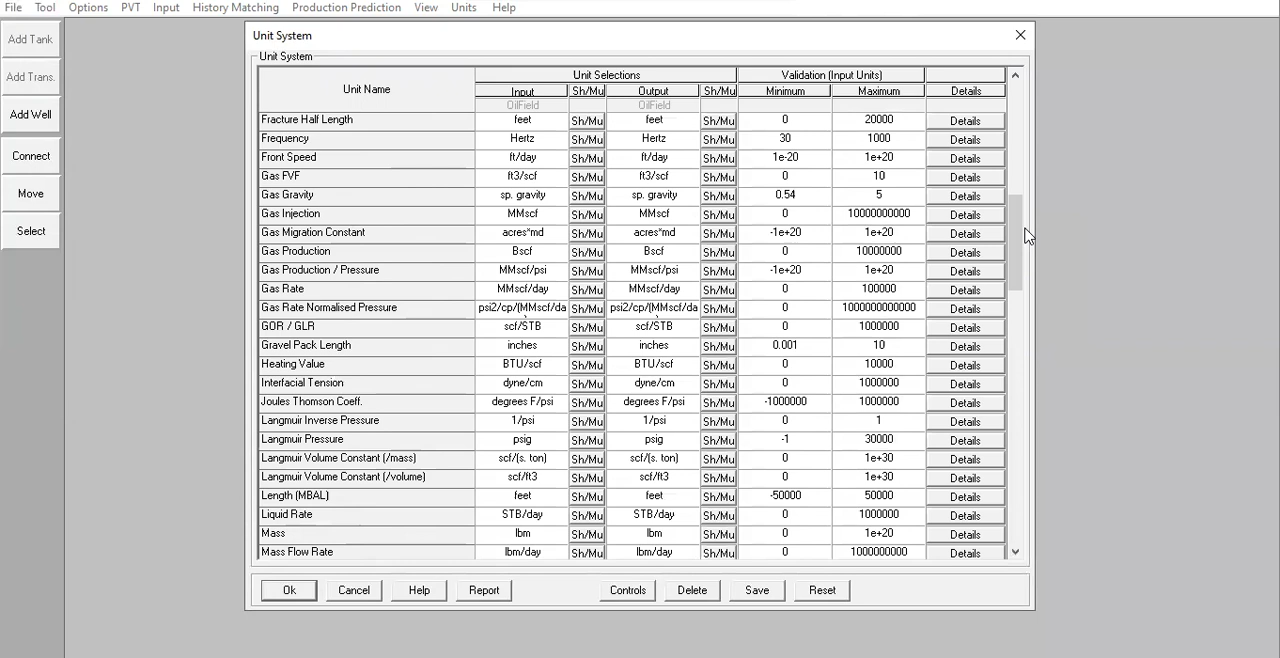 File Tool Options PVT Input History Matching Production Prediction View Units Help
Add Tank
Add Trans.
Add Well
Connect
Move
Select
Unit System
Unit System
Unit Name Unit Selections Validation (Input Units)
Input Sh/Mu Output Sh/Mu Minimum Maximum Details
OilField OilField
Fracture Half Length feet Sh/Mu feet Sh/Mu 0 20000 Details
Frequency Hertz Sh/Mu Hertz Sh/Mu 30 1000 Details
Front Speed ft/day Sh/Mu ft/day Sh/Mu 1e-20 1e+20 Details
Gas FVF ft3/scf Sh/Mu ft3/scf Sh/Mu 0 10 Details
Gas Gravity sp. gravity Sh/Mu sp. gravity Sh/Mu 0.54 5 Details
Gas Injection MMscf Sh/Mu MMscf Sh/Mu 0 10000000000 Details
Gas Migration Constant acres*md Sh/Mu acres*md Sh/Mu -1e+20 1e+20 Details
Gas Production Bscf Sh/Mu Bscf Sh/Mu 0 10000000 Details
Gas Production / Pressure MMscf/psi Sh/Mu MMscf/psi Sh/Mu -1e+20 1e+20 Details
Gas Rate MMscf/day Sh/Mu MMscf/day Sh/Mu 0 100000 Details
Gas Rate Normalised Pressure psi2/cp/(MMscf/da Sh/Mu psi2/cp/(MMscf/da Sh/Mu 0 1000000000000 Details
GOR / GLR scf/STB Sh/Mu scf/STB Sh/Mu 0 1000000 Details
Gravel Pack Length inches Sh/Mu inches Sh/Mu 0.001 10 Details
Heating Value BTU/scf Sh/Mu BTU/scf Sh/Mu 0 10000 Details
Interfacial Tension dyne/cm Sh/Mu dyne/cm Sh/Mu 0 1000000 Details
Joules Thomson Coeff. degrees F/psi Sh/Mu degrees F/psi Sh/Mu -1000000 1000000 Details
Langmuir Inverse Pressure 1/psi Sh/Mu 1/psi Sh/Mu 0 1 Details
Langmuir Pressure psig Sh/Mu psig Sh/Mu -1 30000 Details
Langmuir Volume Constant (/mass) scf/(s. ton) Sh/Mu scf/(s. ton) Sh/Mu 0 1e+30 Details
Langmuir Volume Constant (/volume) scf/ft3 Sh/Mu scf/ft3 Sh/Mu 0 1e+30 Details
Length (MBAL) feet Sh/Mu feet Sh/Mu -50000 50000 Details
Liquid Rate STB/day Sh/Mu STB/day Sh/Mu 0 1000000 Details
Mass lbm Sh/Mu lbm Sh/Mu 0 1e+20 Details
Mass Flow Rate lbm/day Sh/Mu lbm/day Sh/Mu 0 1000000000 Details
Ok Cancel Help Report Controls Delete Save Reset